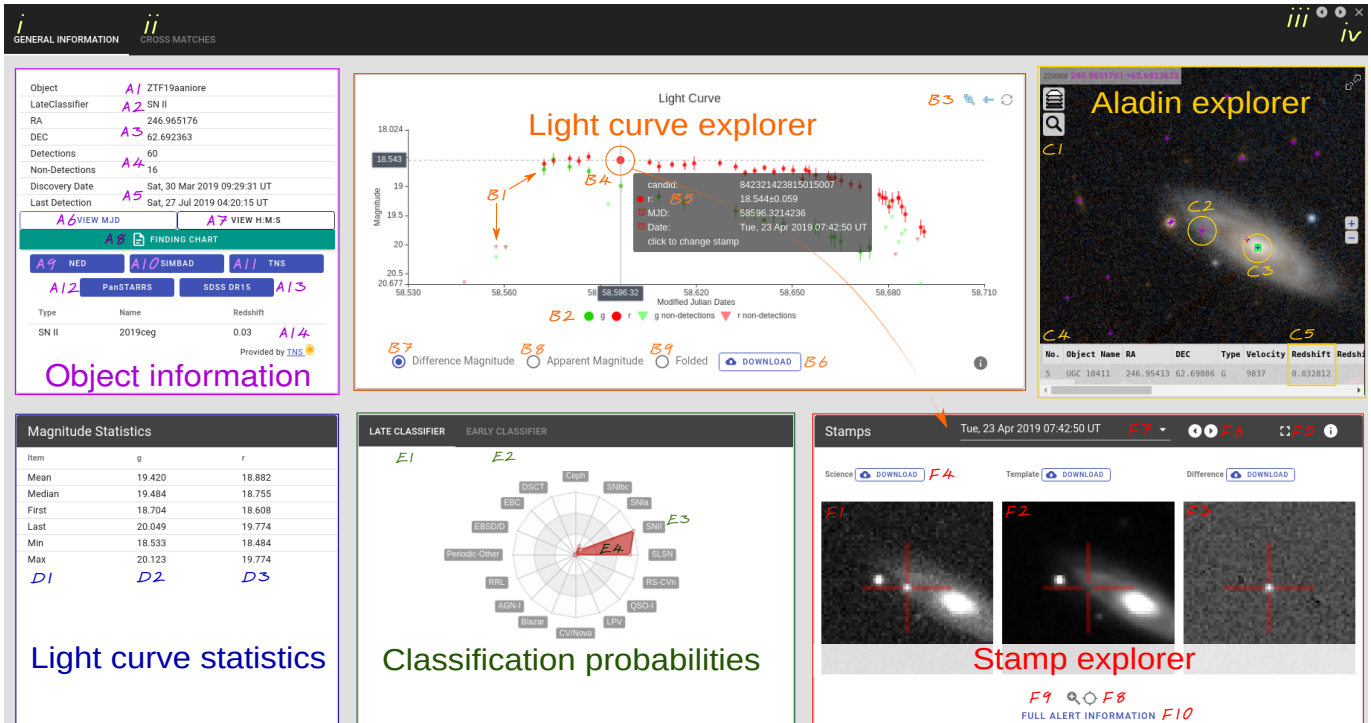 i ii iii iv
GENERAL INFORMATION CROSS MATCHES
Object A1 ZTF19aaniore
LateClassifier A2 SN II
RA 246.965176
A3
DEC 62.692363
Detections 60
A4
Non-Detections 16
Discovery Date Sat, 30 Mar 2019 09:29:31 UT
A5
Last Detection Sat, 27 Jul 2019 04:20:15 UT
A6 VIEW MJD A7 VIEW H:M:S
A8 FINDING CHART
A9 NED A10 SIMBAD A11 TNS
A12 PanSTARRS SDSS DR15 A13
Type Name Redshift
SN II 2019ceg 0.03 A14
Provided by TNS
Object information
Light Curve B3
Light curve explorer
18.024
18.543
19
19.5
20
20.5
20.677
Magnitude
B1 B4
candid: 842321423815015007
r: B5 18.544±0.059
MJD: 58596.3214236
Date: Tue, 23 Apr 2019 07:42:50 UT
click to change stamp
58,530 58,560 58 58,596.32 58,620 58,650 58,680 58,710
Modified Julian Dates
B2 g r g non-detections r non-detections
B7 B8 B9
Difference Magnitude Apparent Magnitude Folded DOWNLOAD B6
J2000d 246.9651761 +62.6923632
Aladin explorer
C1
C2
C3
C4 C5
No. Object Name RA DEC Type Velocity Redshift Redshi
5 UGC 10411 246.95413 62.69086 G 9837 0.032812
Magnitude Statistics
Item g r
Mean 19.420 18.882
Median 19.484 18.755
First 18.704 18.608
Last 20.049 19.774
Min 18.533 18.484
Max 20.123 19.774
D1 D2 D3
Light curve statistics
LATE CLASSIFIER EARLY CLASSIFIER
E1 E2
Ceph
DSCT SNIbc
EBC SNIa
EBSD/D SNII E3
Periodic-Other E4 SLSN
RRL RS-CVn
AGN-I QSO-I
Blazar LPV
CV/Nova
Classification probabilities
Stamps Tue, 23 Apr 2019 07:42:50 UT F7 F6 F5
Science DOWNLOAD F4 Template DOWNLOAD Difference DOWNLOAD
F1 F2 F3
Stamp explorer
F9 F8
FULL ALERT INFORMATION F10